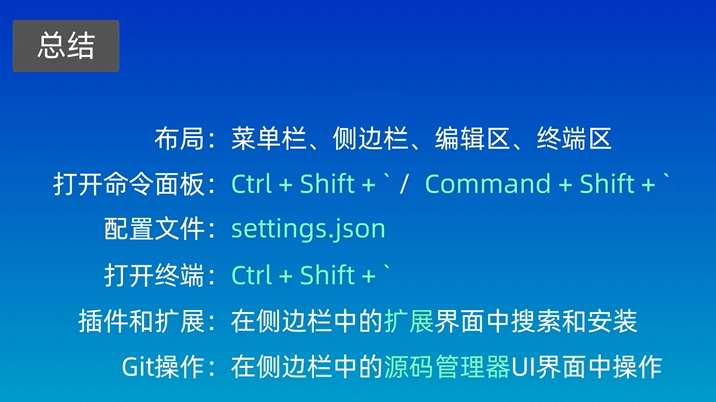 总结
布局：菜单栏、侧边栏、编辑区、终端区
打开命令面板：Ctrl + Shift + ` / Command + Shift + `
配置文件：settings.json
打开终端：Ctrl + Shift + `
插件和扩展：在侧边栏中的扩展界面中搜索和安装
Git操作：在侧边栏中的源码管理器UI界面中操作